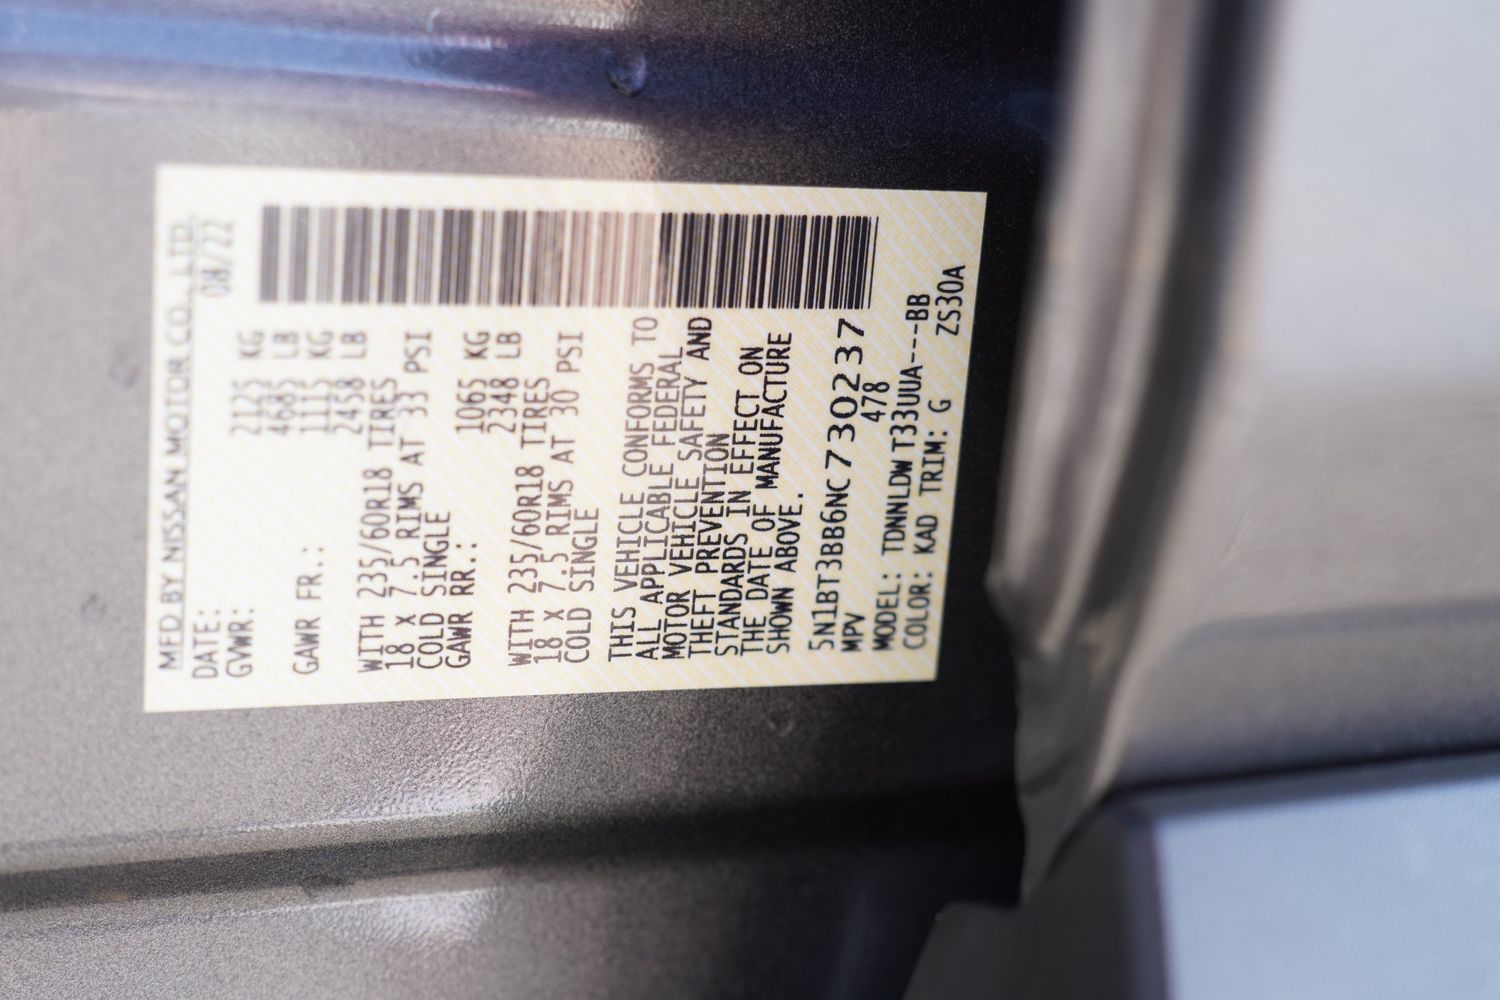 MFD BY NISSAN MOTOR CO., LTD.
DATE: 08/22
GVWR: 2125 KG
4685 LB
GAWR FR.: 1115 KG
2458 LB
WITH 235/60R18 TIRES
18 X 7.5 RIMS AT 33 PSI
COLD SINGLE
GAWR RR.: 1065 KG
2348 LB
WITH 235/60R18 TIRES
18 X 7.5 RIMS AT 30 PSI
COLD SINGLE
THIS VEHICLE CONFORMS TO
ALL APPLICABLE FEDERAL
MOTOR VEHICLE SAFETY AND
THEFT PREVENTION
STANDARDS IN EFFECT ON
THE DATE OF MANUFACTURE
SHOWN ABOVE.
5N1BT3BB6NC730237
MPV 478
MODEL: TDNNLDWT33UUA---BB
COLOR: KAD TRIM: G ZS30A